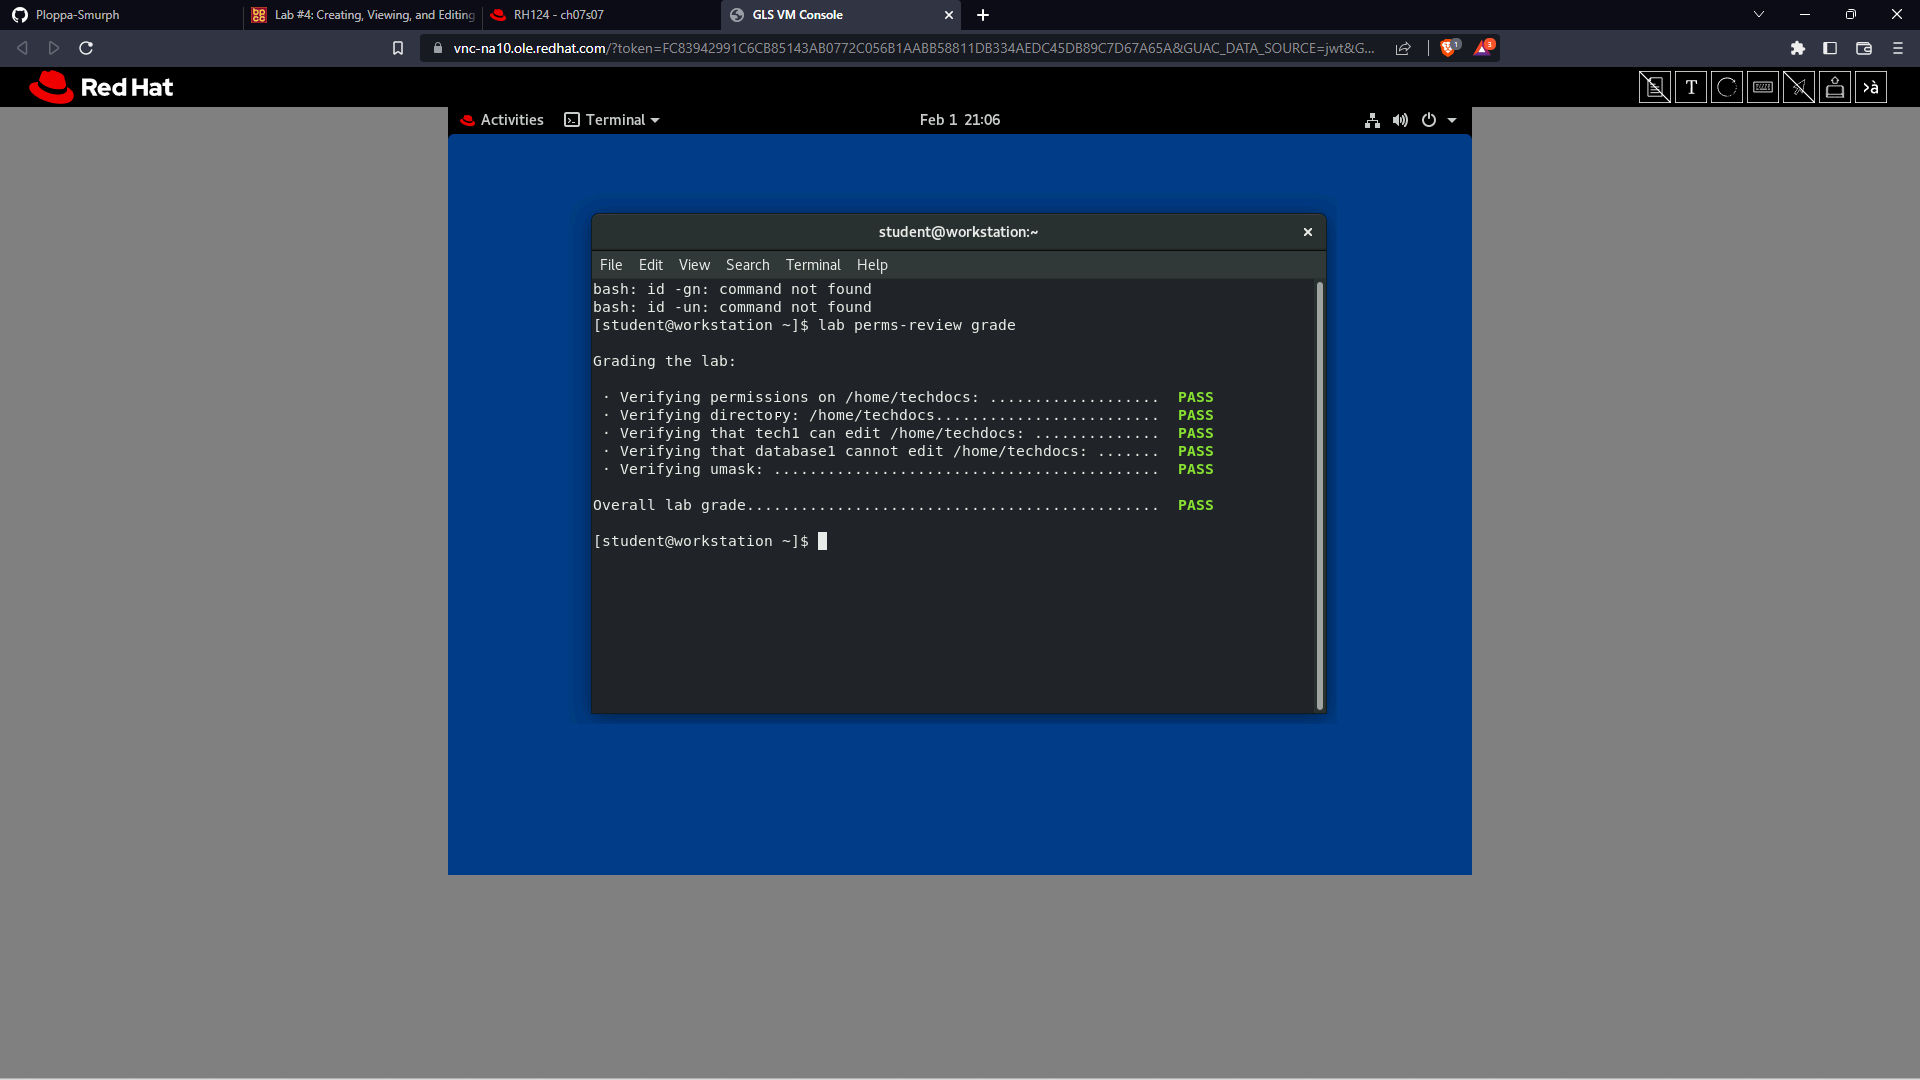 Ploppa-Smurph
Lab #4: Creating, Viewing, and Editing
RH124 - ch07s07
GLS VM Console
vnc-na10.ole.redhat.com/?token=FC83942991C6CB85143AB0772C056B1AABB58811DB334AEDC45DB89C7D67A65A&GUAC_DATA_SOURCE=jwt&G...
1
3
Red Hat
T
>à
Activities
Terminal
Feb 1 21:06
student@workstation:~
File Edit View Search Terminal Help
bash: id -gn: command not found
bash: id -un: command not found
[student@workstation ~]$ lab perms-review grade
Grading the lab:
· Verifying permissions on /home/techdocs: ................... PASS
· Verifying directory: /home/techdocs......................... PASS
· Verifying that tech1 can edit /home/techdocs: .............. PASS
· Verifying that database1 cannot edit /home/techdocs: ....... PASS
· Verifying umask: ........................................... PASS
Overall lab grade.............................................. PASS
[student@workstation ~]$